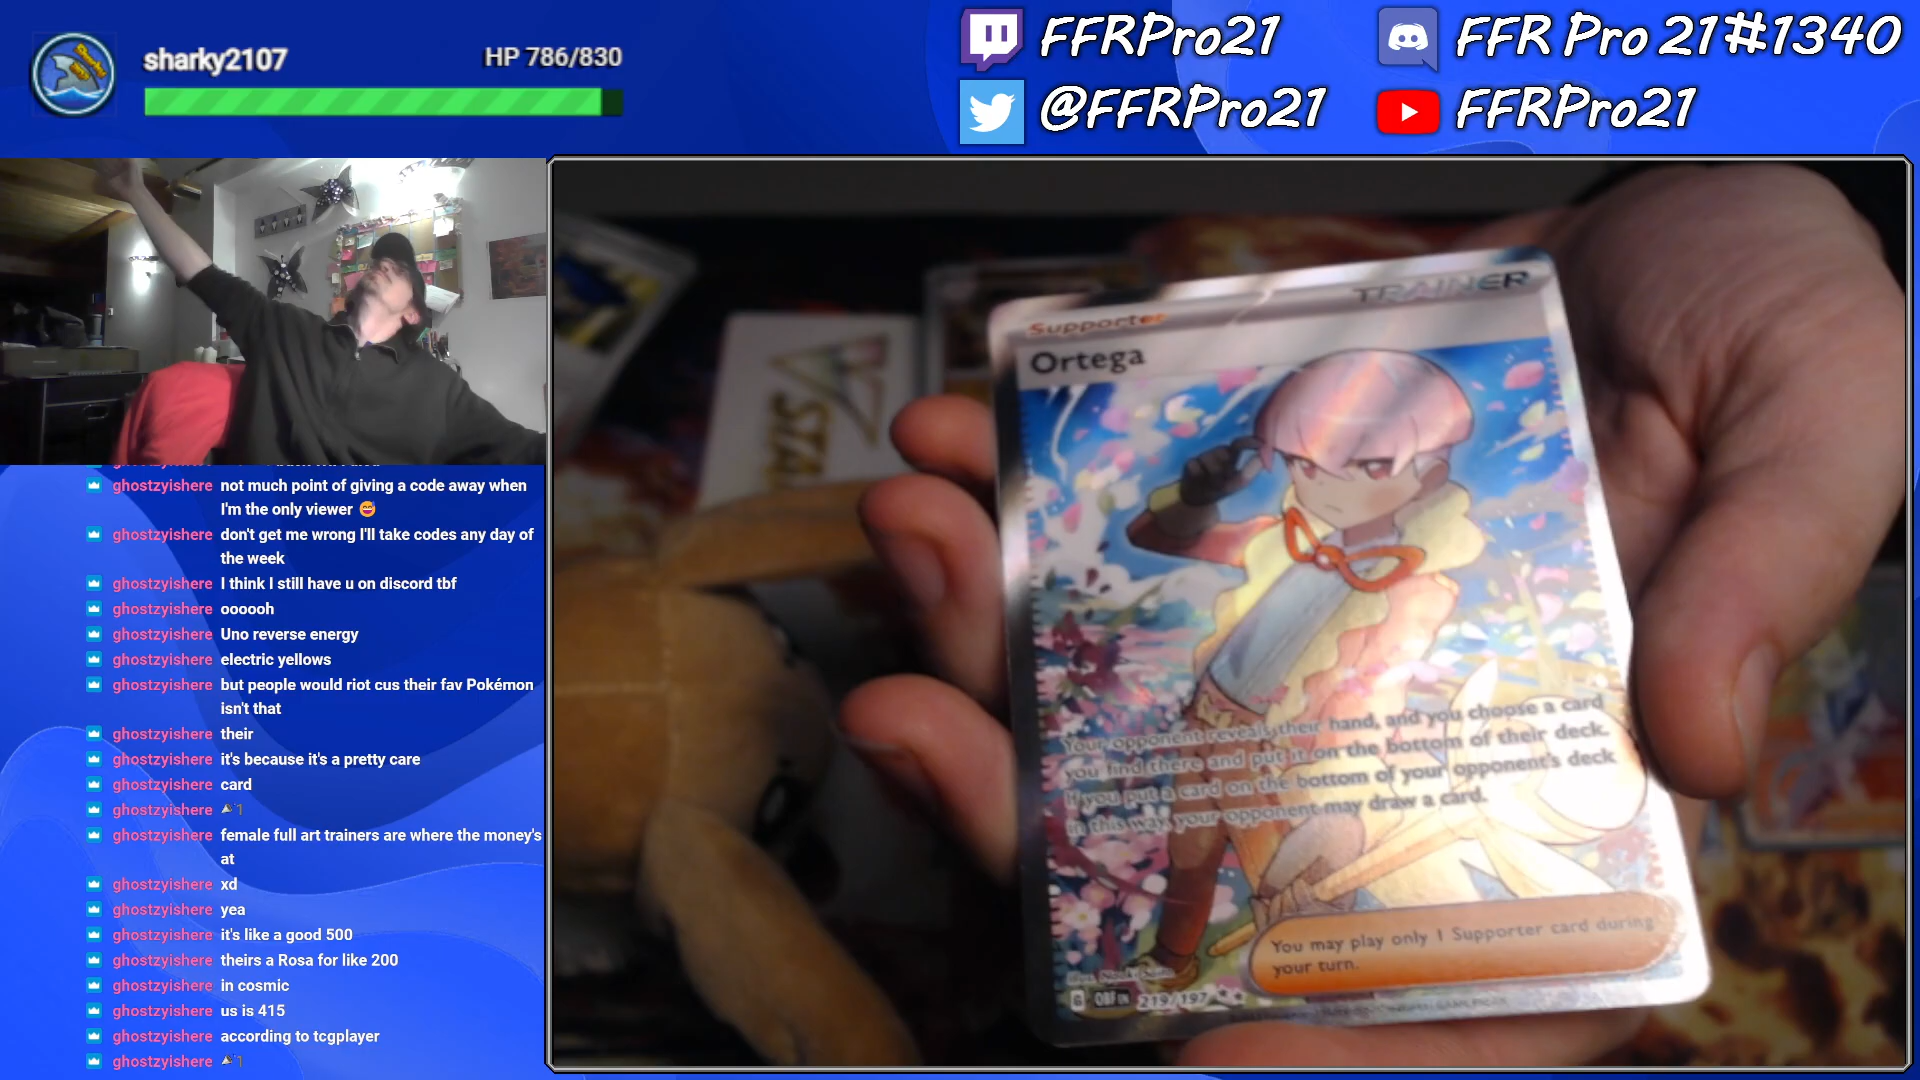 sharky2107
HP 786/830
FFRPro21
FFR Pro 21#1340
@FFRPro21
FFRPro21
ghostzyishere not much point of giving a code away when
I'm the only viewer 😅
ghostzyishere don't get me wrong I'll take codes any day of
the week
ghostzyishere I think I still have u on discord tbf
ghostzyishere oooooh
ghostzyishere Uno reverse energy
ghostzyishere electric yellows
ghostzyishere but people would riot cus their fav Pokémon
isn't that
ghostzyishere their
ghostzyishere it's because it's a pretty care
ghostzyishere card
ghostzyishere 1
ghostzyishere female full art trainers are where the money's
at
ghostzyishere xd
ghostzyishere yea
ghostzyishere it's like a good 500
ghostzyishere theirs a Rosa for like 200
ghostzyishere in cosmic
ghostzyishere us is 415
ghostzyishere according to tcgplayer
ghostzyishere 1
TRAINER
Supporter
Ortega
Your opponent reveals their hand, and you choose a card
you find there and put it on the bottom of their deck.
If you put a card on the bottom of your opponent's deck
in this way, your opponent may draw a card.
You may play only 1 Supporter card during
your turn.
G OBF EN 219/197